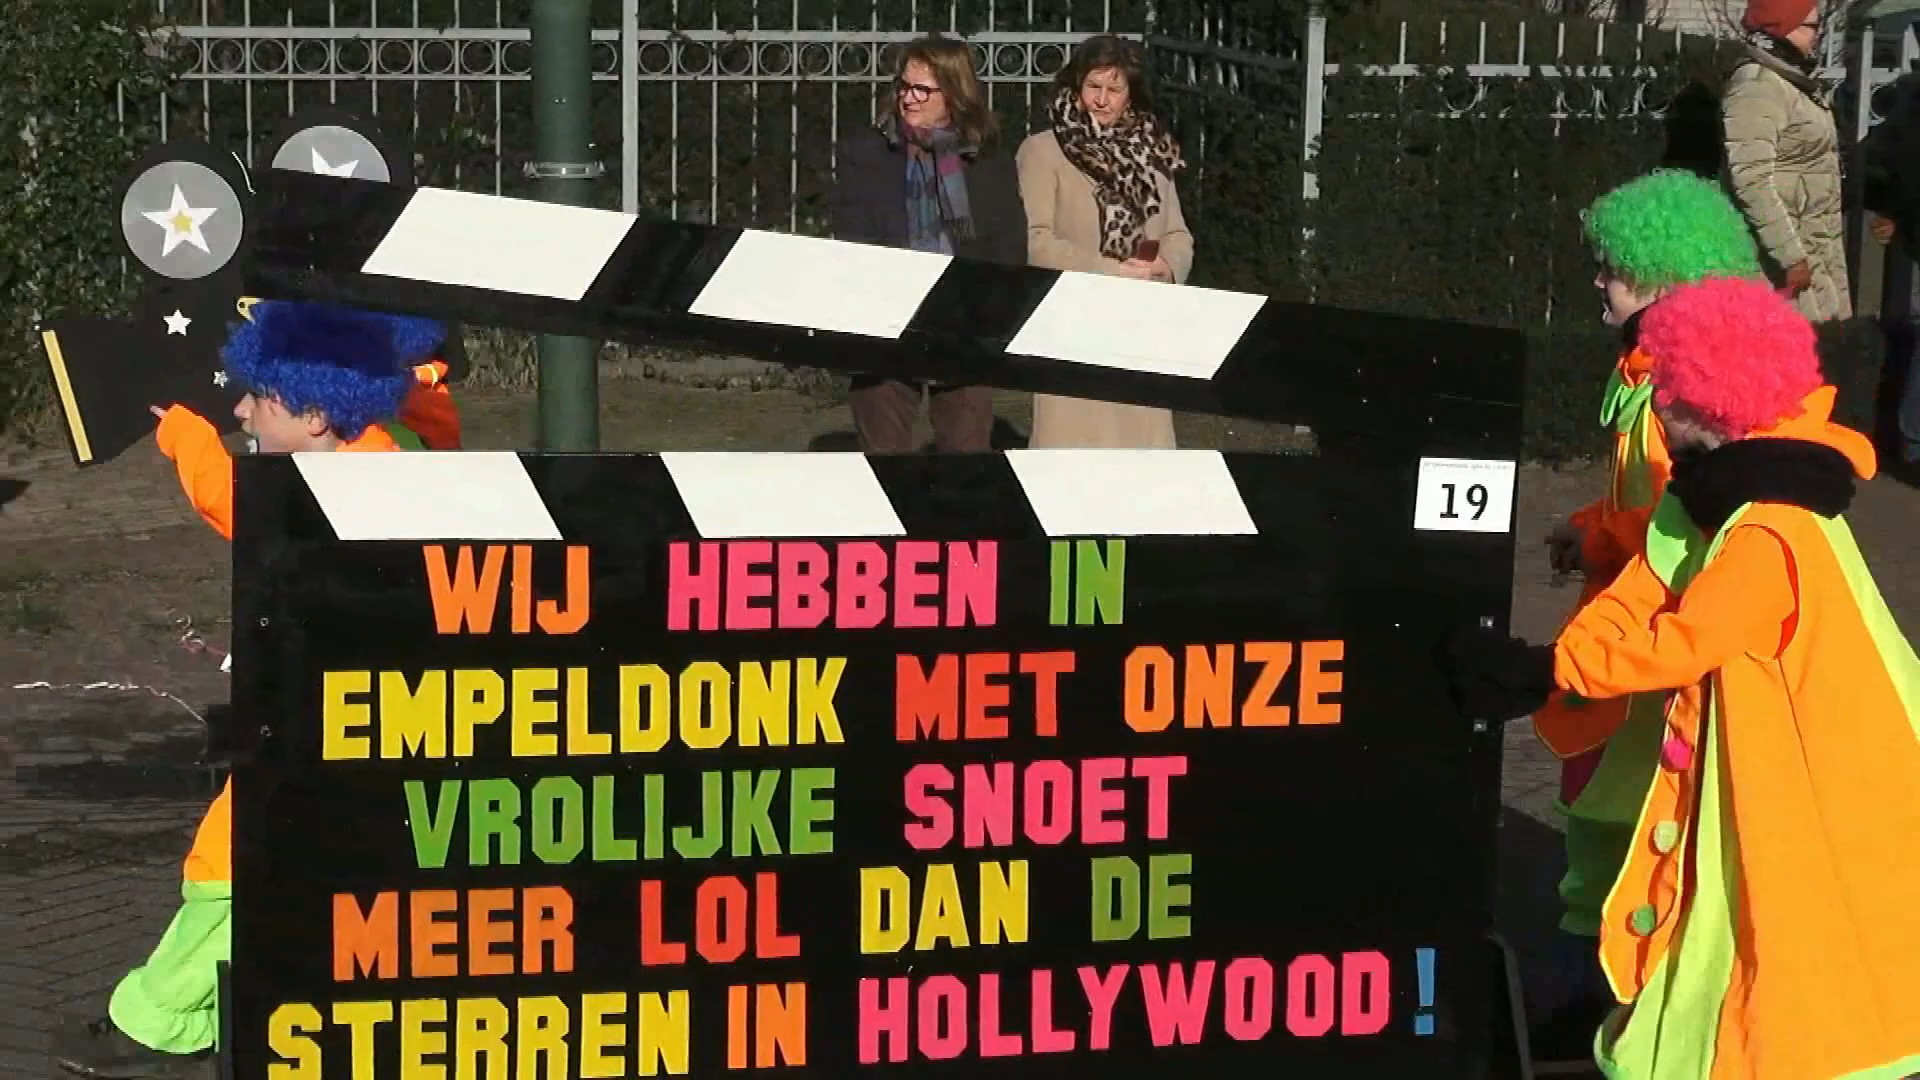 19
WIJ HEBBEN IN
EMPELDONK MET ONZE
VROLIJKE SNOET
MEER LOL DAN DE
STERREN IN HOLLYWOOD!